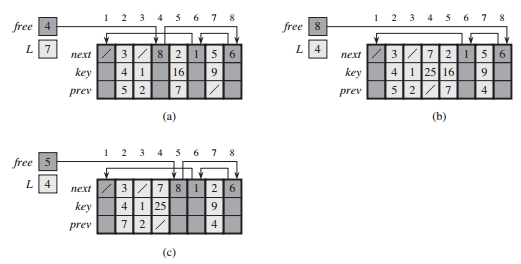 1 2 3 4 5 6 7 8
free 4
L 7
next / 3 / 8 2 1 5 6
key 4 1 16 9
prev 5 2 7 /
(a)
1 2 3 4 5 6 7 8
free 8
L 4
next / 3 / 7 2 1 5 6
key 4 1 25 16 9
prev 5 2 / 7 4
(b)
1 2 3 4 5 6 7 8
free 5
L 4
next / 3 / 7 8 1 2 6
key 4 1 25 9
prev 7 2 / 4
(c)